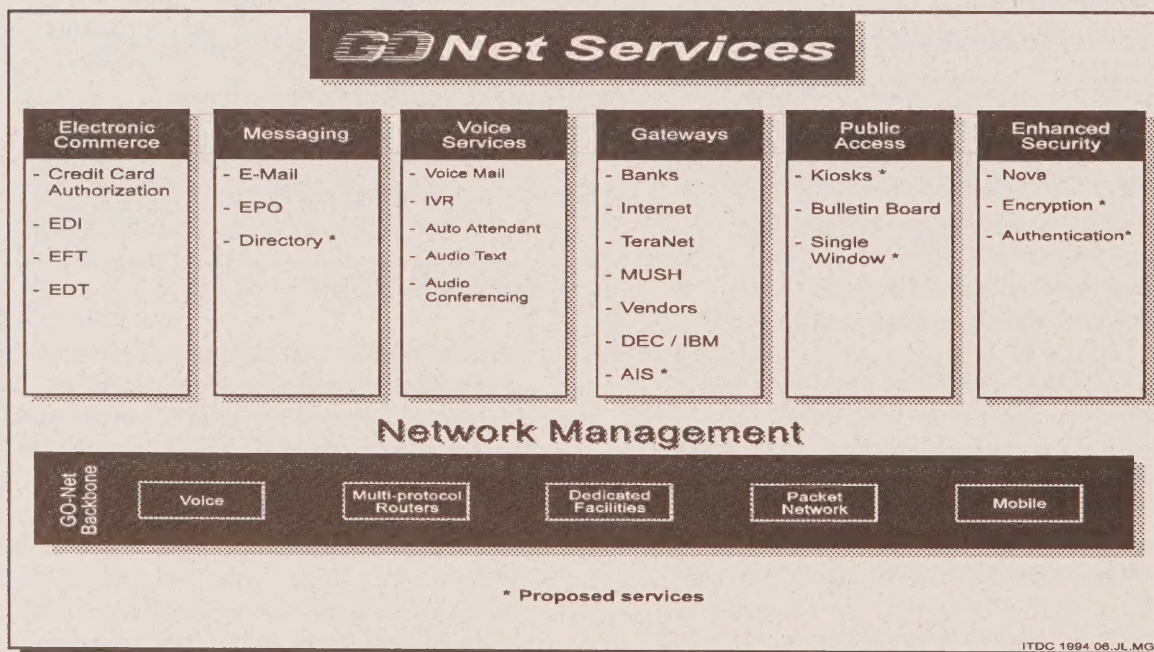 GO Net Services
Electronic
Commerce
- Credit Card
Authorization
- EDI
- EFT
- EDT
Messaging
- E-Mail
- EPO
- Directory *
Voice
Services
- Voice Mail
- IVR
- Auto Attendant
- Audio Text
- Audio
Conferencing
Gateways
- Banks
- Internet
- TeraNet
- MUSH
- Vendors
- DEC / IBM
- AIS *
Public
Access
- Kiosks *
- Bulletin Board
- Single
Window *
Enhanced
Security
- Nova
- Encryption *
- Authentication*
Network Management
GO-Net
Backbone
Voice
Multi-protocol
Routers
Dedicated
Facilities
Packet
Network
Mobile
* Proposed services
ITDC 1994 06.JL.MG